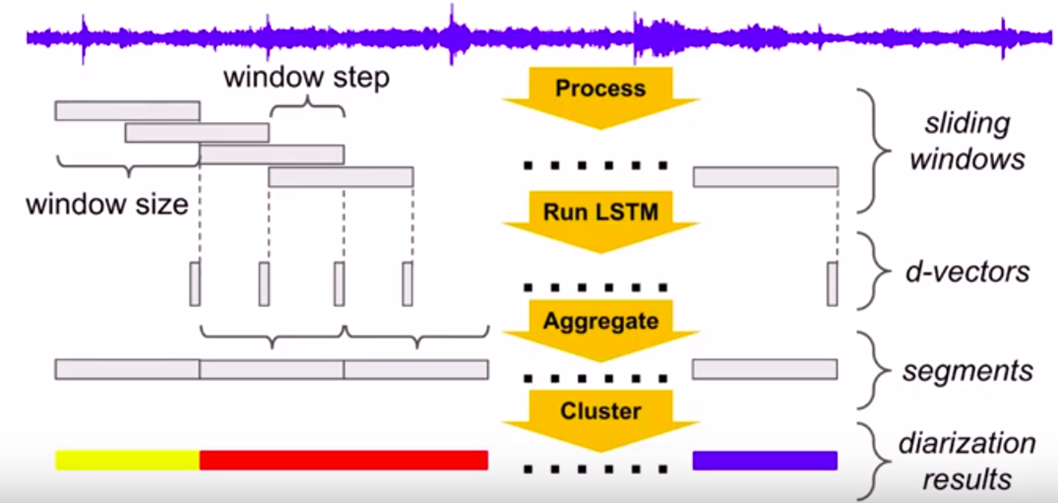 window step
Process
sliding
windows
window size
Run LSTM
d-vectors
Aggregate
segments
Cluster
diarization
results